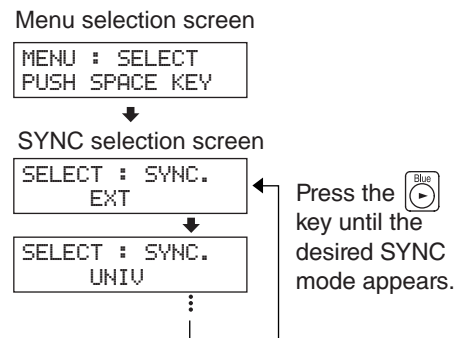 Menu selection screen
MENU : SELECT
PUSH SPACE KEY
SYNC selection screen
SELECT : SYNC.
EXT
SELECT : SYNC.
UNIV
Press the Blue
key until the
desired SYNC
mode appears.